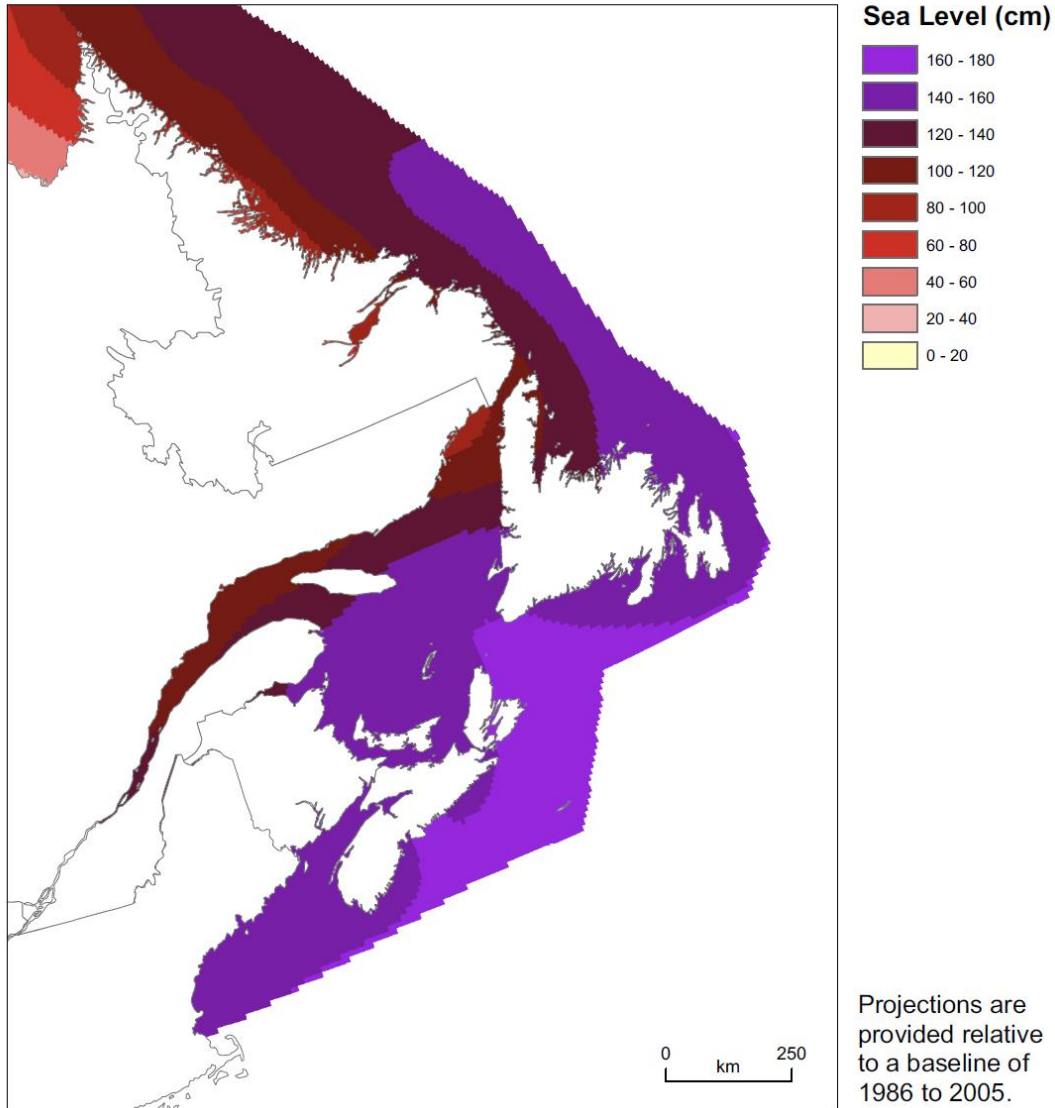 Sea Level (cm)
160 - 180
140 - 160
120 - 140
100 - 120
80 - 100
60 - 80
40 - 60
20 - 40
0 - 20
0 250
km
Projections are
provided relative
to a baseline of
1986 to 2005.